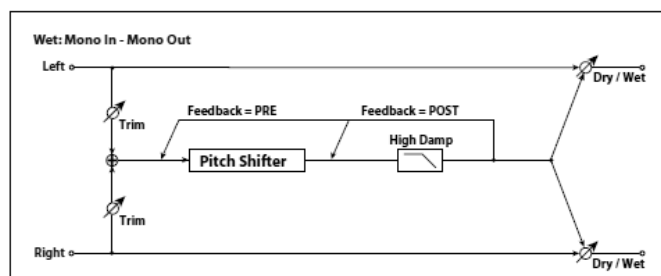 Wet: Mono In - Mono Out
Left
Dry / Wet
Feedback = PRE
Feedback = POST
Trim
High Damp
Pitch Shifter
Trim
Right
Dry / Wet